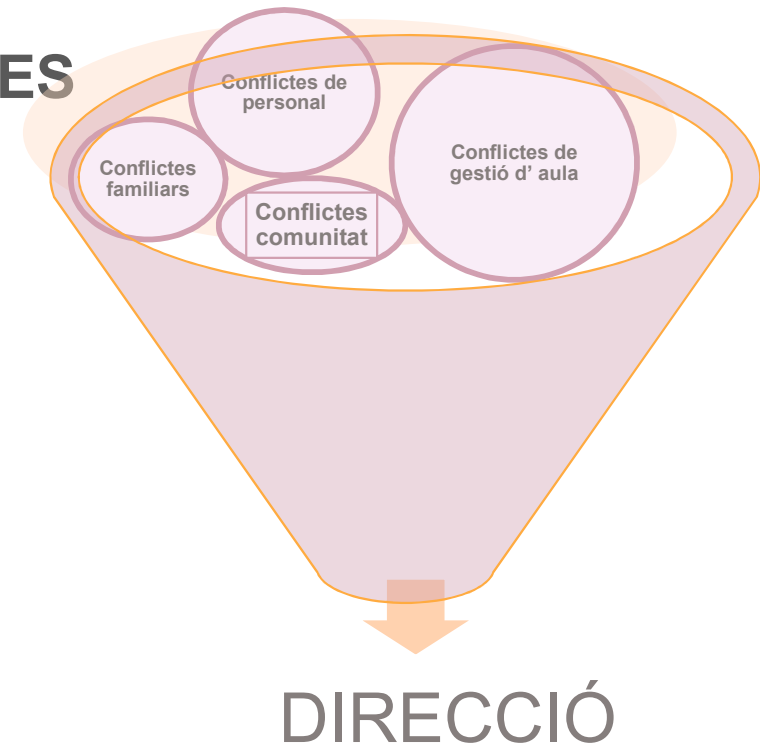 ES
Conflictes de
personal
Conflictes de
gestió d’ aula
Conflictes
familiars
Conflictes
comunitat
DIRECCIÓ